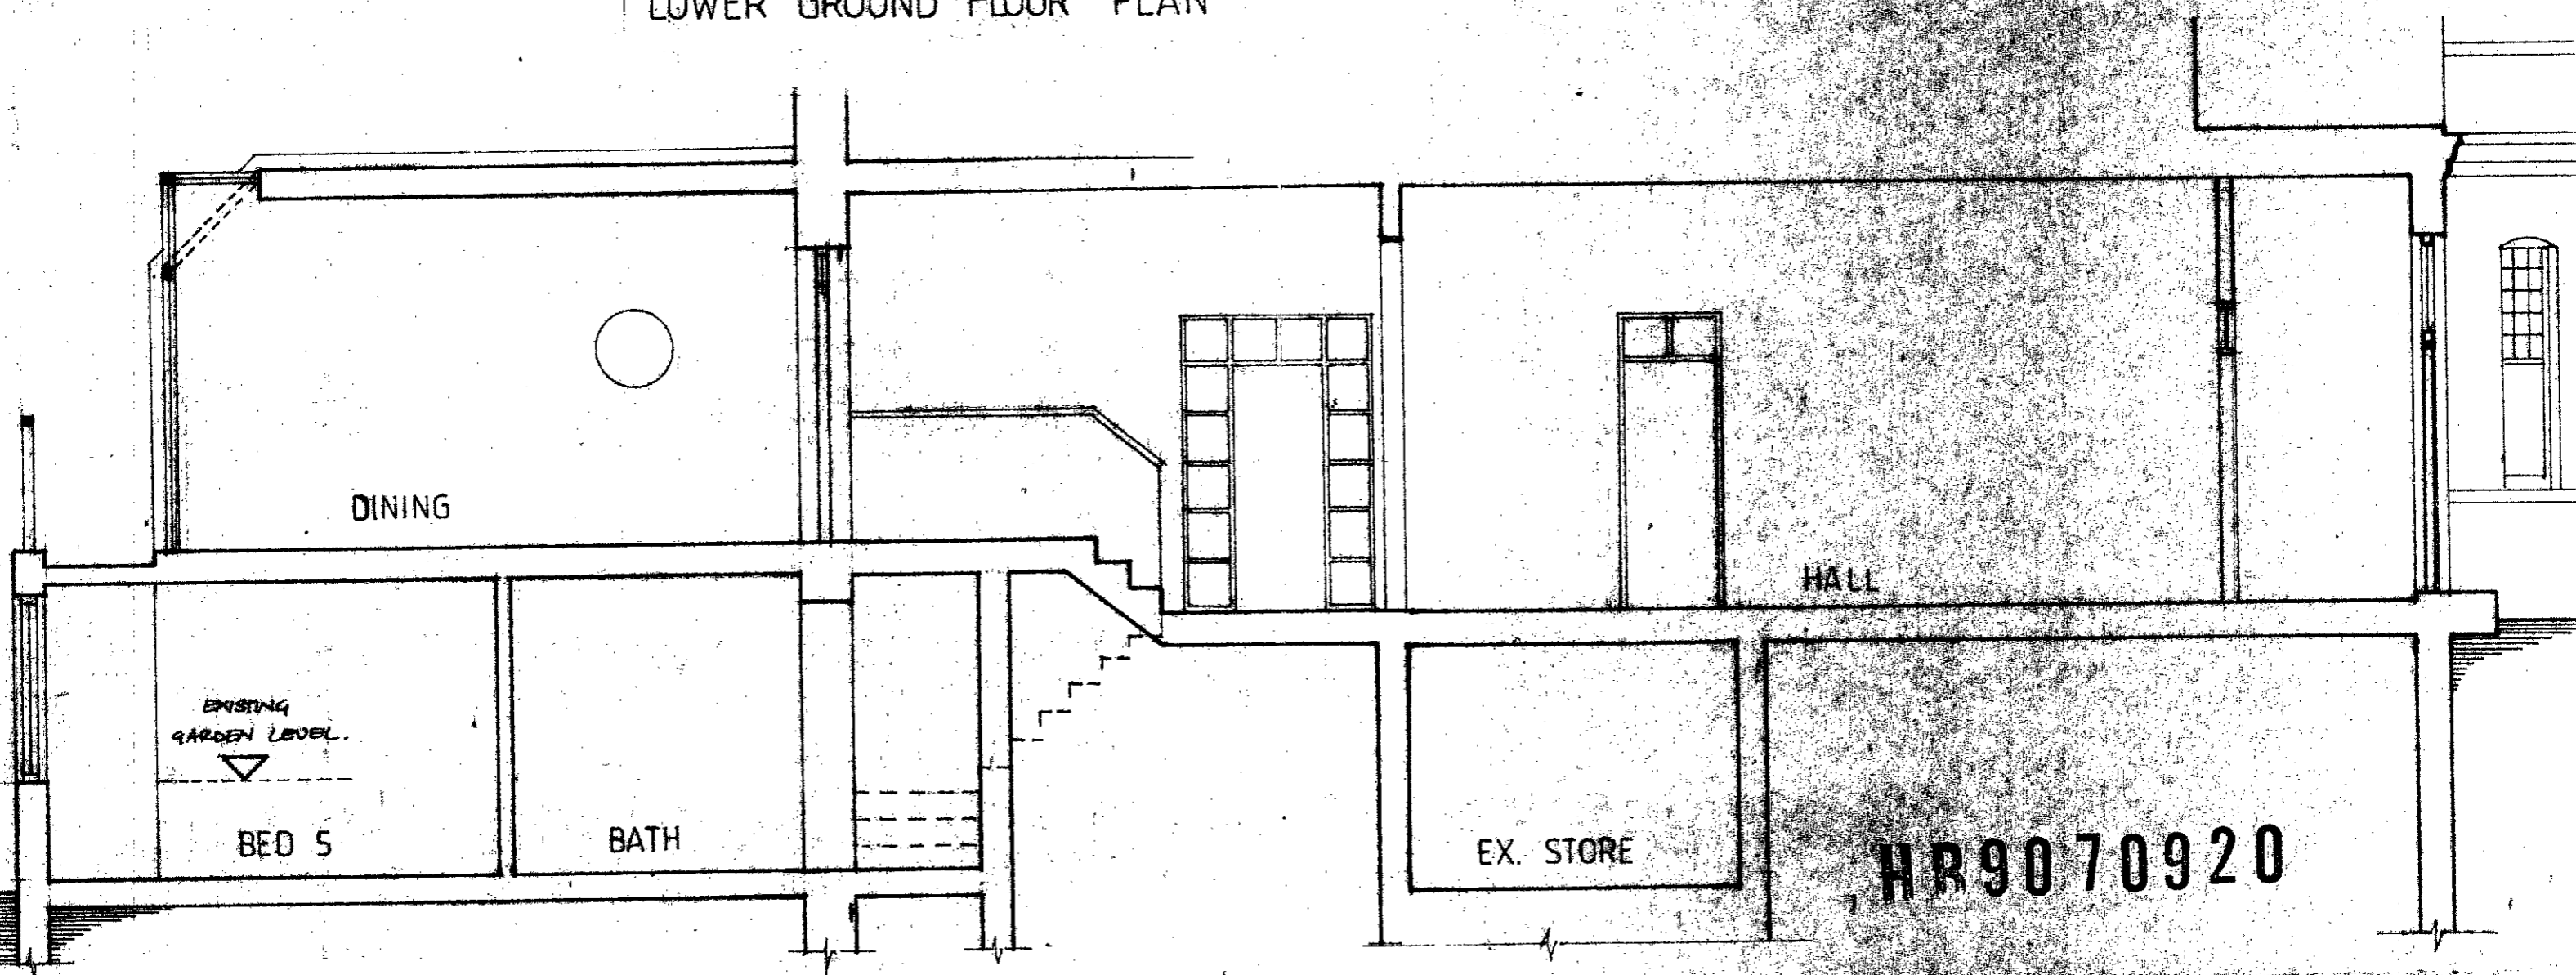 LOWER GROUND FLOOR PLAN
DINING
HALL
EXISTING
GARDEN LEVEL.
BED 5
BATH
EX. STORE
HR9070920